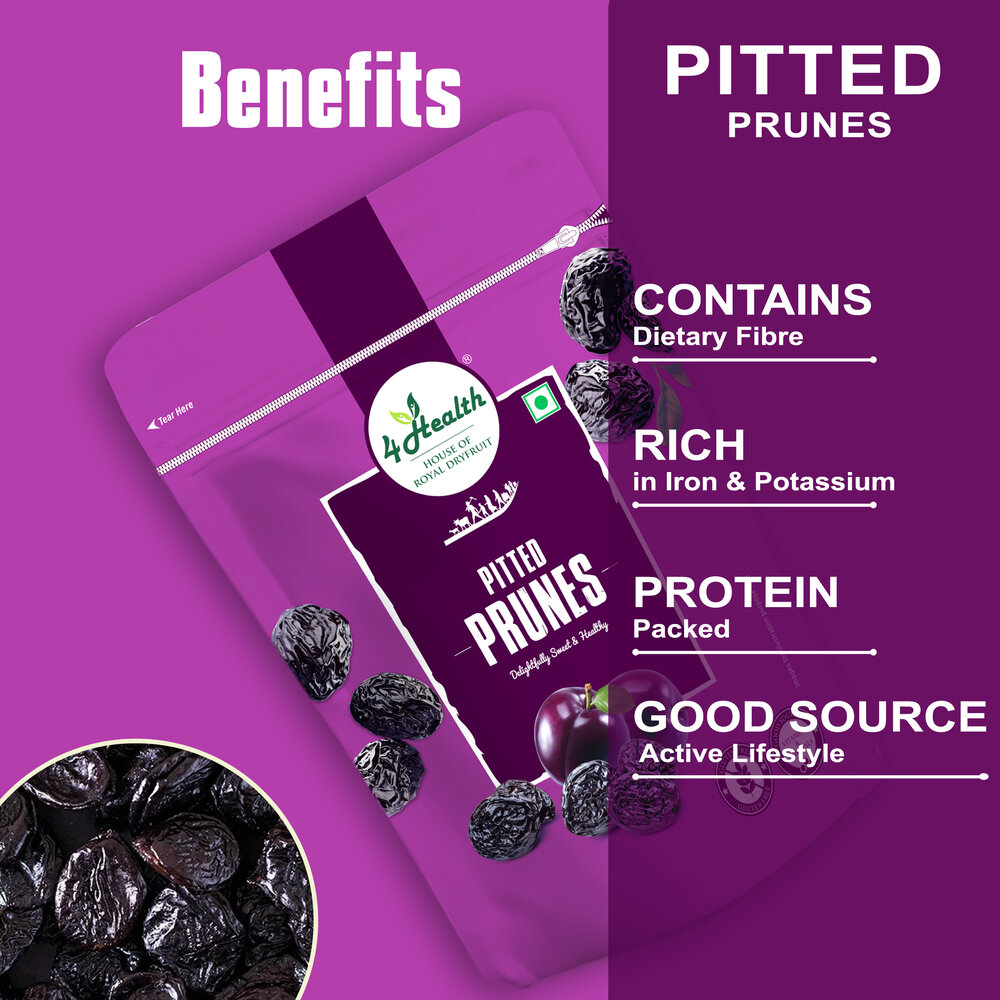 Benefits
PITTED
PRUNES
CONTAINS
Dietary Fibre
RICH
in Iron & Potassium
PROTEIN
Packed
GOOD SOURCE
Active Lifestyle
Tear Here
®
4Health
HOUSE OF
ROYAL DRYFRUIT
PITTED
PRUNES
Delightfully Sweet & Healthy